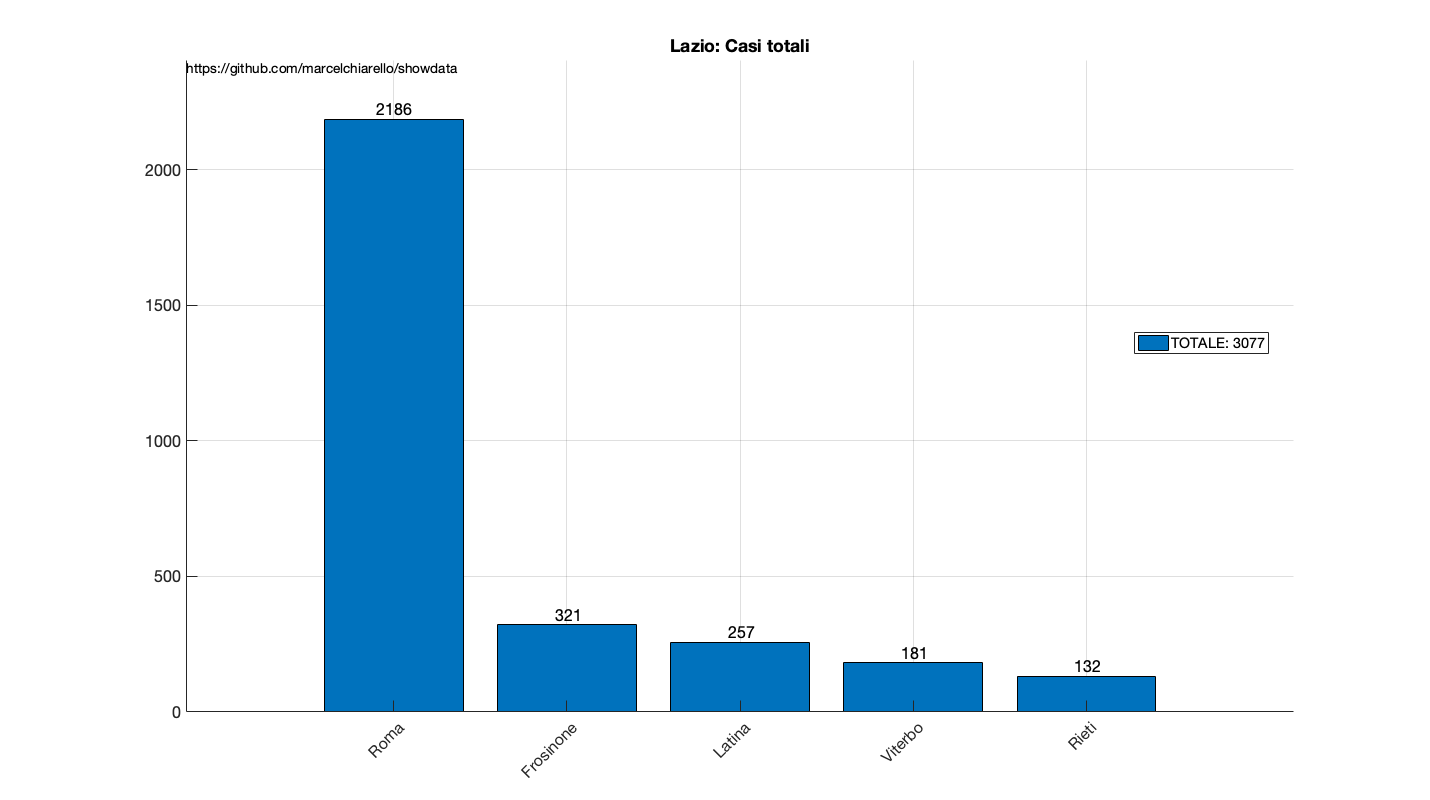 Lazio: Casi totali
https://github.com/marcelchiarello/showdata
2186
2000
1500
TOTALE: 3077
1000
500
321
257
181
132
0
Roma
Frosinone
Latina
Viterbo
Rieti